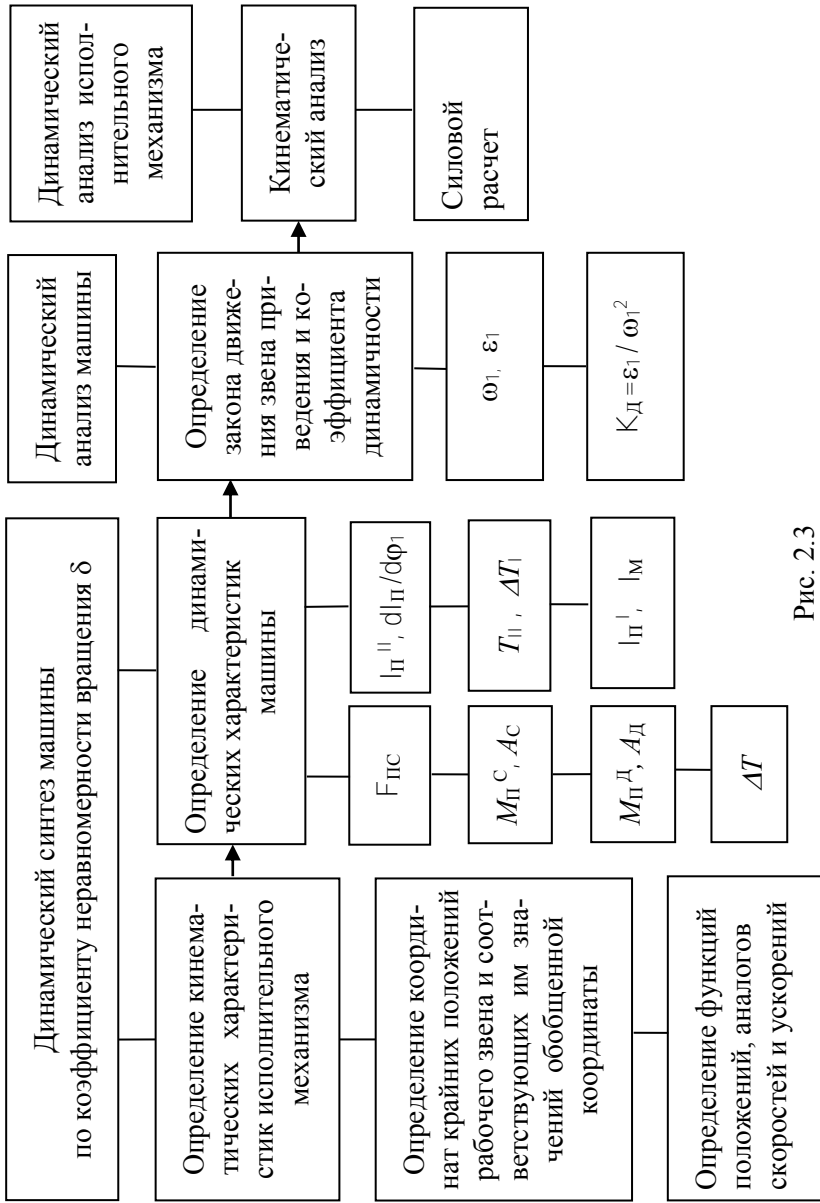 Динамический синтез машины
по коэффициенту неравномерности вращения δ
Определение кинема-
тических характери-
стик исполнительного
механизма
Определение коорди-
нат крайних положений
рабочего звена и соот-
ветствующих им зна-
чений обобщенной
координаты
Определение функций
положений, аналогов
скоростей и ускорений
Определение динами-
ческих характеристик
машины
Fпс
Mпᶜ, Aс
Mпᴰ, Aд
ΔT
Iпᴵᴵ, dIп/dφ₁
Tᴵᴵ, ΔTᴵ
Iпᴵ, Iм
Динамический
анализ машины
Определение
закона движе-
ния звена при-
ведения и ко-
эффициента
динамичности
ω₁, ε₁
Kд=ε₁/ω₁²
Динамический
анализ испол-
нительного
механизма
Кинематиче-
ский анализ
Силовой
расчет
Рис. 2.3